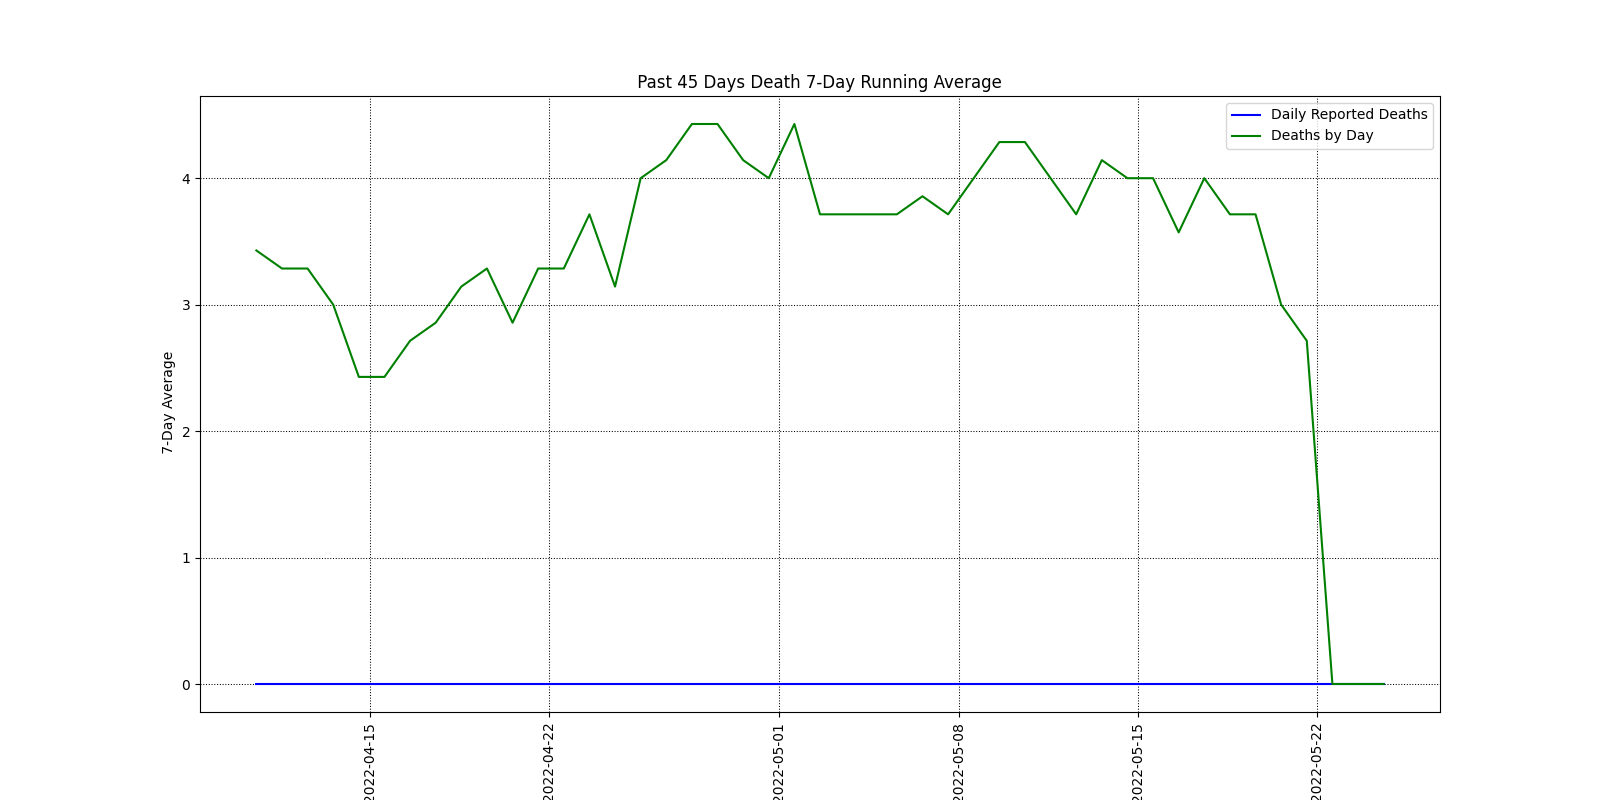 Past 45 Days Death 7-Day Running Average
Daily Reported Deaths
Deaths by Day
7-Day Average
4
3
2
1
0
2022-04-15
2022-04-22
2022-05-01
2022-05-08
2022-05-15
2022-05-22